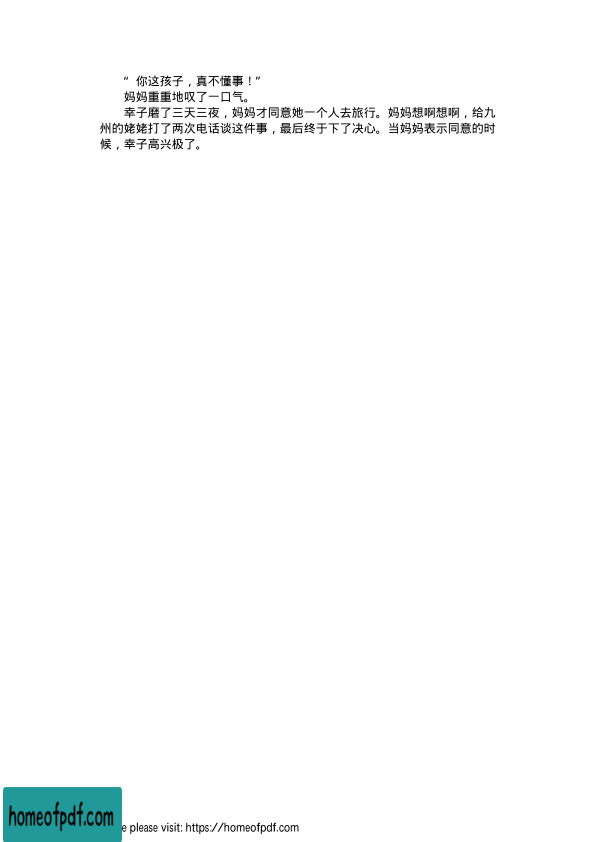 “ 你这孩子，真不懂事！”
妈妈重重地叹了一口气。
幸子磨了三天三夜，妈妈才同意她一个人去旅行。妈妈想啊想啊，给九
州的姥姥打了两次电话谈这件事，最后终于下了决心。当妈妈表示同意的时
候，幸子高兴极了。
homeofpdf.com
e please visit: https://homeofpdf.com